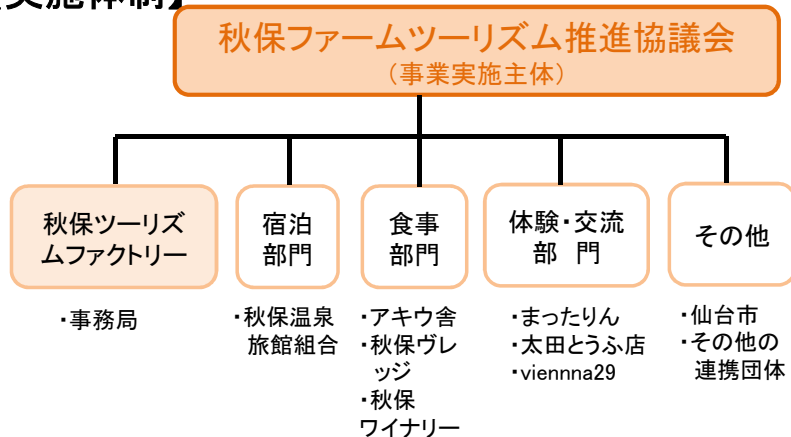 【実施体制】
秋保ファームツーリズム推進協議会
（事業実施主体）
秋保ツーリズ
ムファクトリー
・事務局
宿泊
部門
・秋保温泉
旅館組合
食事
部門
・アキウ舎
・秋保ヴレ
ッジ
・秋保
ワイナリー
体験・交流
部　門
・まったりん
・太田とうふ店
・viennna29
その他
・仙台市
・その他の
連携団体